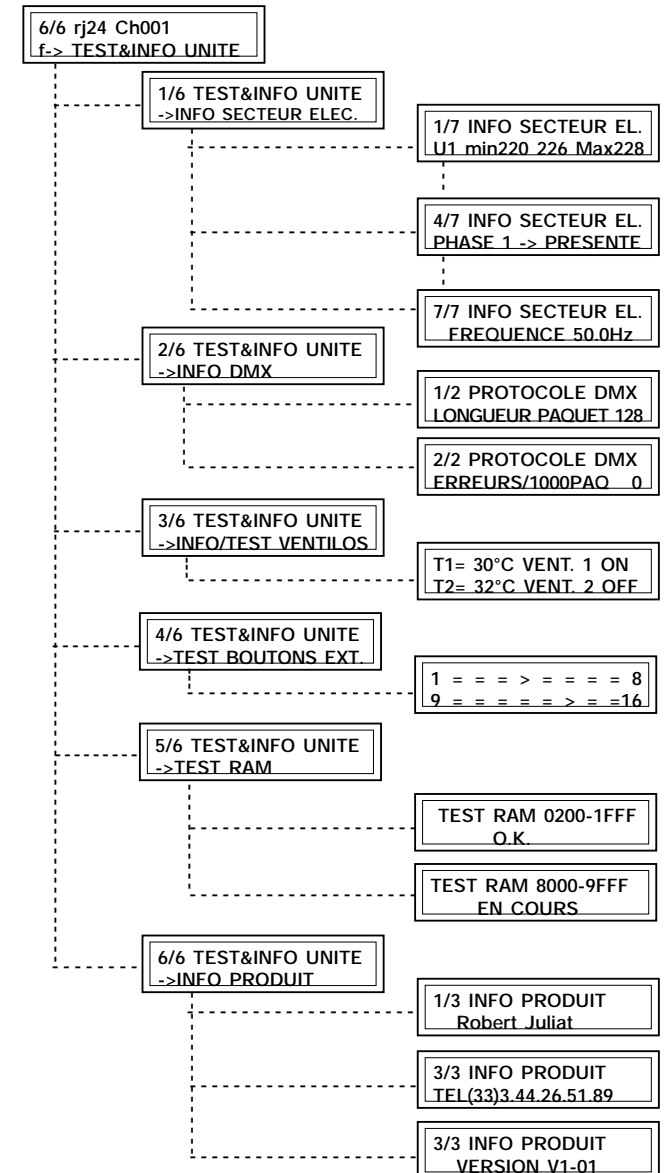 6/6 rj24 Ch001
f-> TEST&INFO UNITE
1/6 TEST&INFO UNITE
->INFO SECTEUR ELEC.
1/7 INFO SECTEUR EL.
U1 min220 226 Max228
4/7 INFO SECTEUR EL.
PHASE 1 -> PRESENTE
7/7 INFO SECTEUR EL.
FREQUENCE 50.0Hz
2/6 TEST&INFO UNITE
->INFO DMX
1/2 PROTOCOLE DMX
LONGUEUR PAQUET 128
2/2 PROTOCOLE DMX
ERREURS/1000PAQ 0
3/6 TEST&INFO UNITE
->INFO/TEST VENTILOS
T1= 30°C VENT. 1 ON
T2= 32°C VENT. 2 OFF
4/6 TEST&INFO UNITE
->TEST BOUTONS EXT.
1 = = = > = = = = 8
9 = = = = = > = =16
5/6 TEST&INFO UNITE
->TEST RAM
TEST RAM 0200-1FFF
O.K.
TEST RAM 8000-9FFF
EN COURS
6/6 TEST&INFO UNITE
->INFO PRODUIT
1/3 INFO PRODUIT
Robert Juliat
3/3 INFO PRODUIT
TEL(33)3.44.26.51.89
3/3 INFO PRODUIT
VERSION V1-01